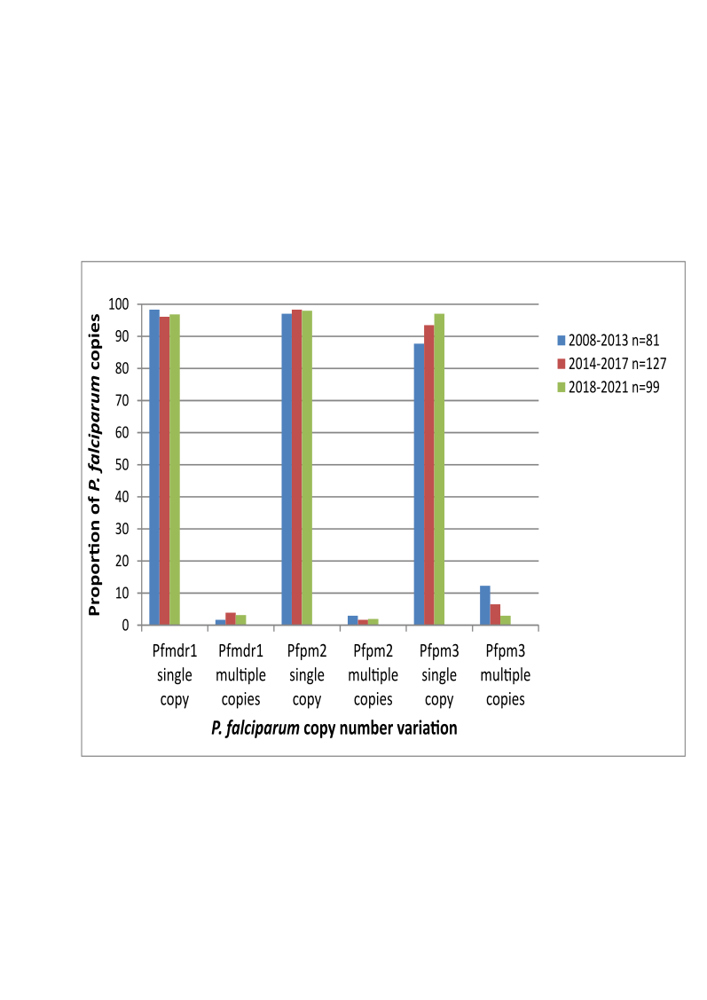 Proportion of P. falciparum copies
100
90
80
70
60
50
40
30
20
10
0
2008-2013 n=81
2014-2017 n=127
2018-2021 n=99
Pfmdr1 single copy
Pfmdr1 multiple copies
Pfpm2 single copy
Pfpm2 multiple copies
Pfpm3 single copy
Pfpm3 multiple copies
P. falciparum copy number variation